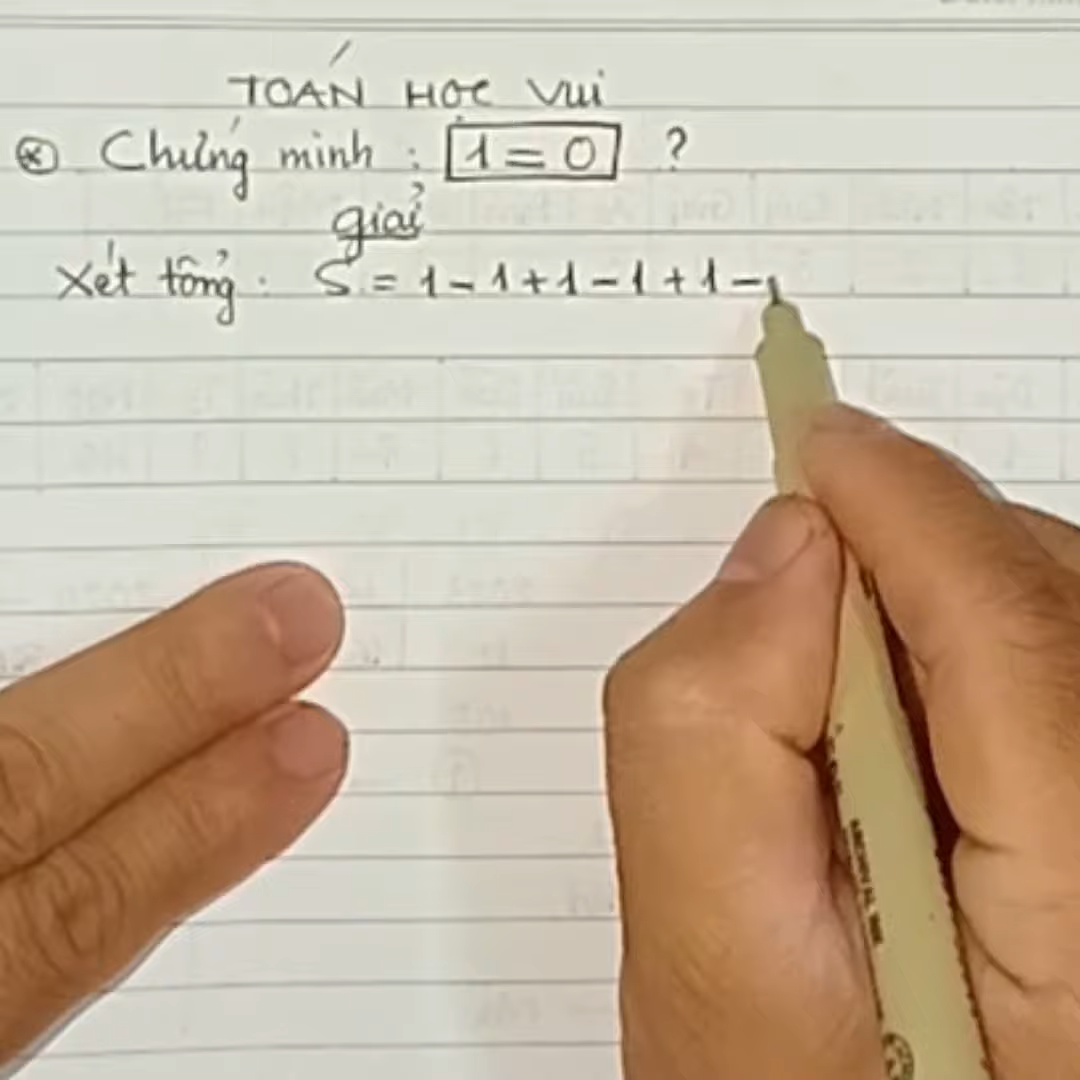 TOÁN HỌC VUI
⊗ Chứng minh : 1 = 0 ?
giải
Xét tổng : S = 1 - 1 + 1 - 1 + 1 -